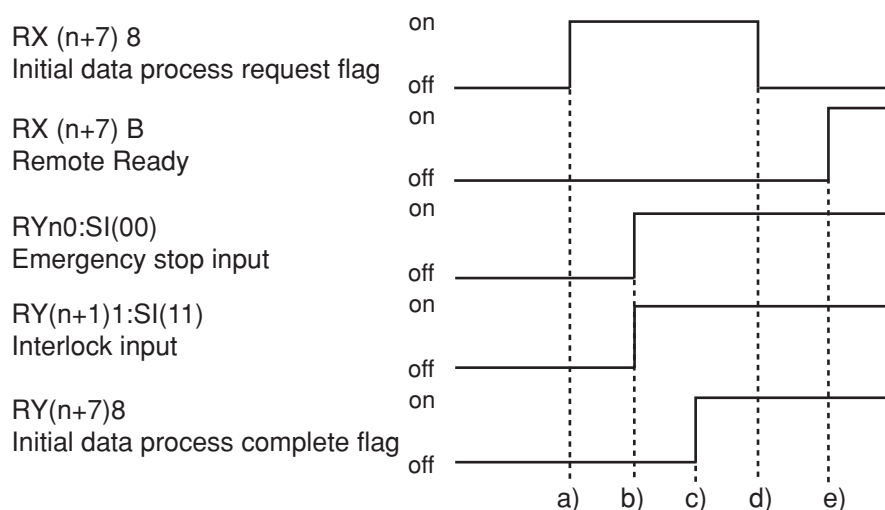 on
RX (n+7) 8
Initial data process request flag
off
on
RX (n+7) B
Remote Ready
off
on
RYn0:SI(00)
Emergency stop input
off
on
RY(n+1)1:SI(11)
Interlock input
off
on
RY(n+7)8
Initial data process complete flag
off
a) b) c) d) e)